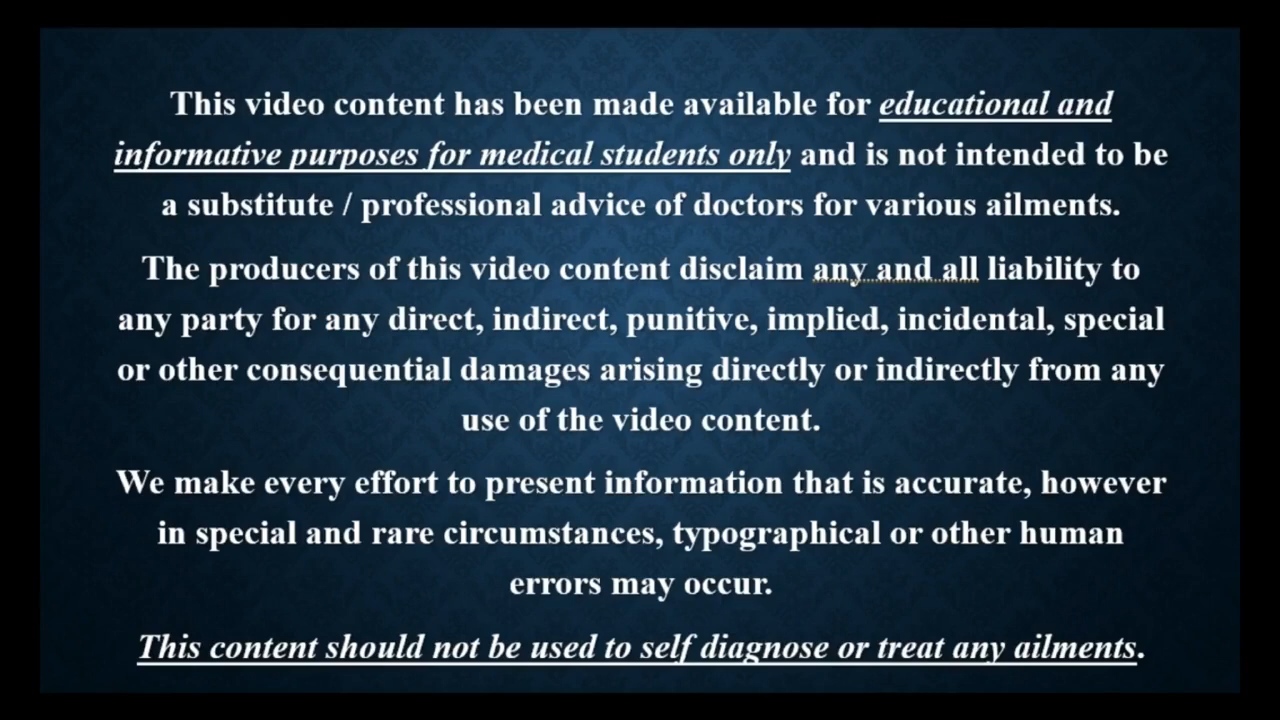 This video content has been made available for educational and
informative purposes for medical students only and is not intended to be
a substitute / professional advice of doctors for various ailments.
The producers of this video content disclaim any and all liability to
any party for any direct, indirect, punitive, implied, incidental, special
or other consequential damages arising directly or indirectly from any
use of the video content.
We make every effort to present information that is accurate, however
in special and rare circumstances, typographical or other human
errors may occur.
This content should not be used to self diagnose or treat any ailments.